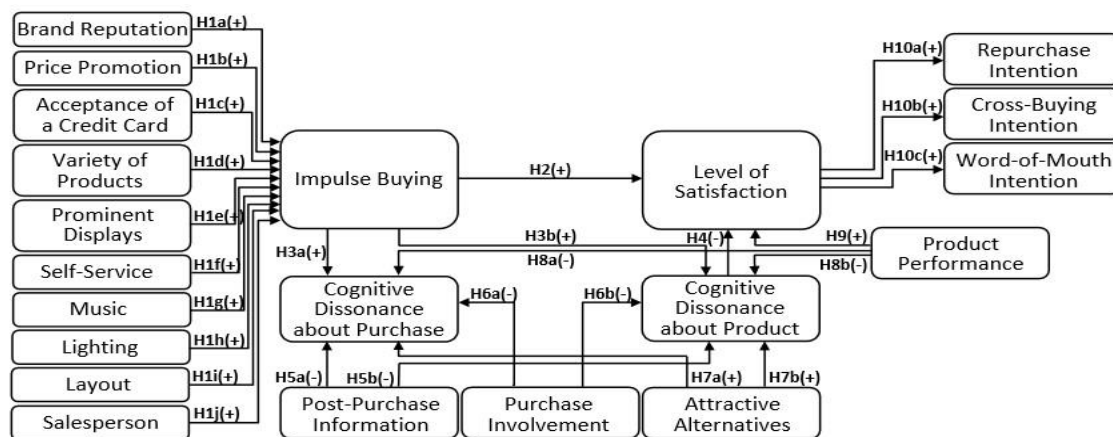 Brand Reputation
H1a(+)
Price Promotion
H1b(+)
Acceptance of
a Credit Card
H1c(+)
Variety of
Products
H1d(+)
Prominent
Displays
H1e(+)
Self-Service
H1f(+)
Music
H1g(+)
Lighting
H1h(+)
Layout
H1i(+)
Salesperson
H1j(+)
Impulse Buying
H2(+)
Level of
Satisfaction
H10a(+)
Repurchase
Intention
H10b(+)
Cross-Buying
Intention
H10c(+)
Word-of-Mouth
Intention
H3a(+)
H3b(+)
H4(-)
H9(+)
H8a(-)
H8b(-)
Product
Performance
Cognitive
Dissonance
about Purchase
H6a(-)
H6b(-)
Cognitive
Dissonance
about Product
H5a(-)
H5b(-)
H7a(+)
H7b(+)
Post-Purchase
Information
Purchase
Involvement
Attractive
Alternatives